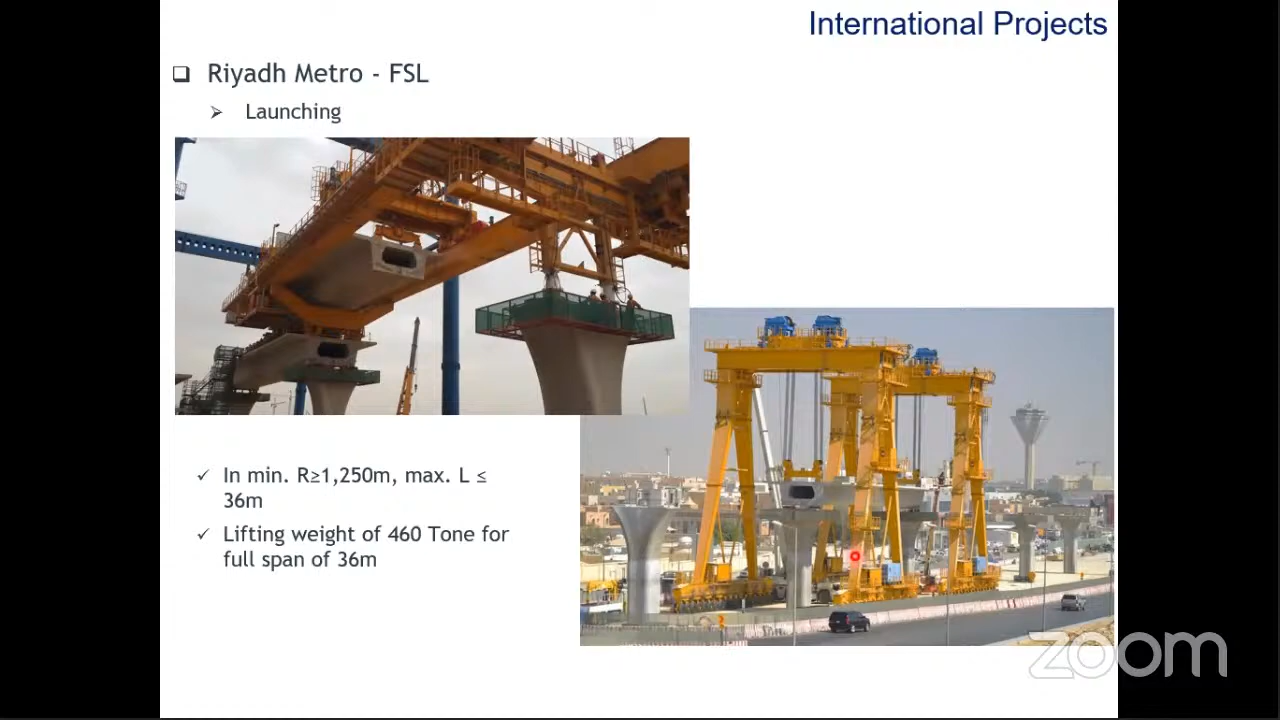 International Projects
Riyadh Metro - FSL
Launching
In min. R≥1,250m, max. L ≤
36m
Lifting weight of 460 Tone for
full span of 36m
zoom